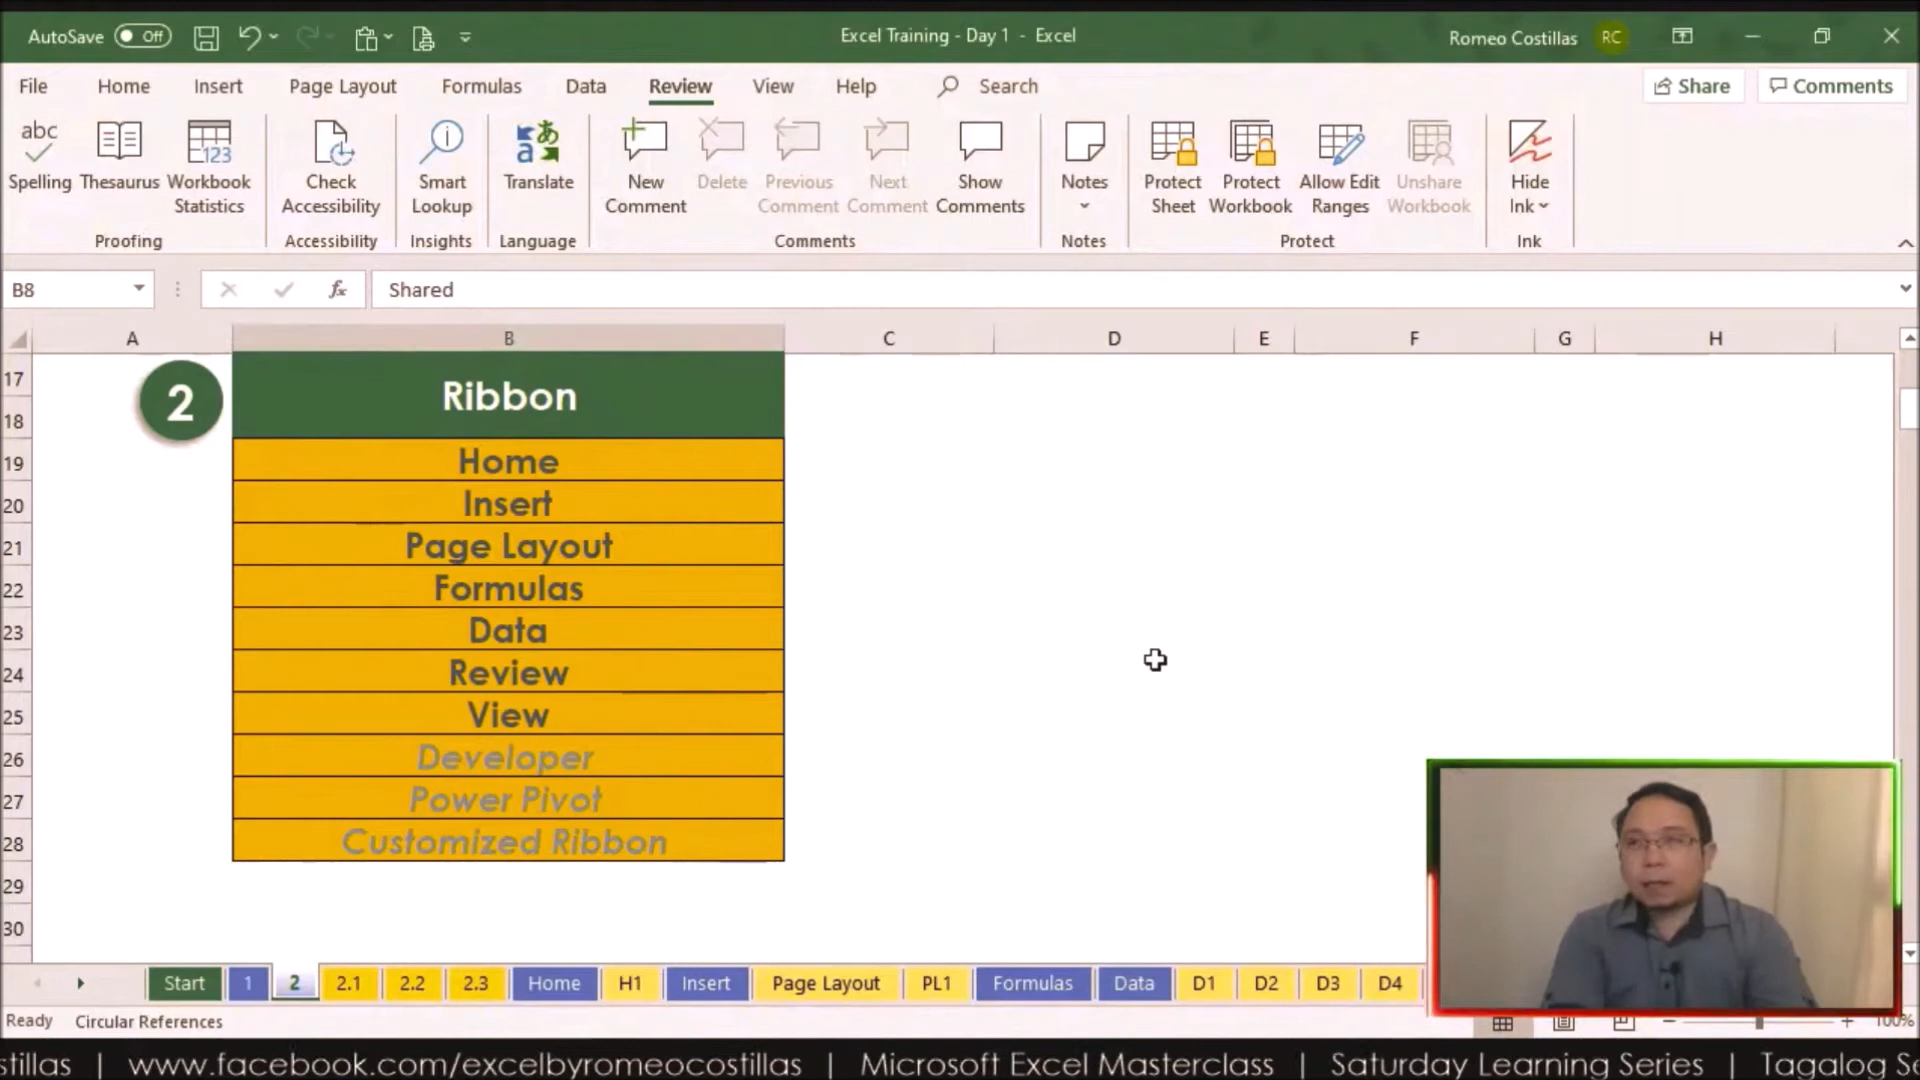 AutoSave Off Excel Training - Day 1 - Excel Romeo Costillas RC
File Home Insert Page Layout Formulas Data Review View Help Search Share Comments
abc
123
a あ
Spelling Thesaurus Workbook Statistics Check Accessibility Smart Lookup Translate New Comment Delete Previous Comment Next Comment Show Comments Notes Protect Sheet Protect Workbook Allow Edit Ranges Unshare Workbook Hide Ink
Proofing Accessibility Insights Language Comments Notes Protect Ink
B8 fx Shared
A B C D E F G H
17
2 Ribbon
18
19 Home
20 Insert
21 Page Layout
22 Formulas
23 Data
24 Review
25 View
26 Developer
27 Power Pivot
28 Customized Ribbon
29
30
Start 1 2 2.1 2.2 2.3 Home H1 Insert Page Layout PL1 Formulas Data D1 D2 D3 D4
Ready Circular References 100%
stillas | www.facebook.com/excelbyromeocostillas | Microsoft Excel Masterclass | Saturday Learning Series | Tagalog Se